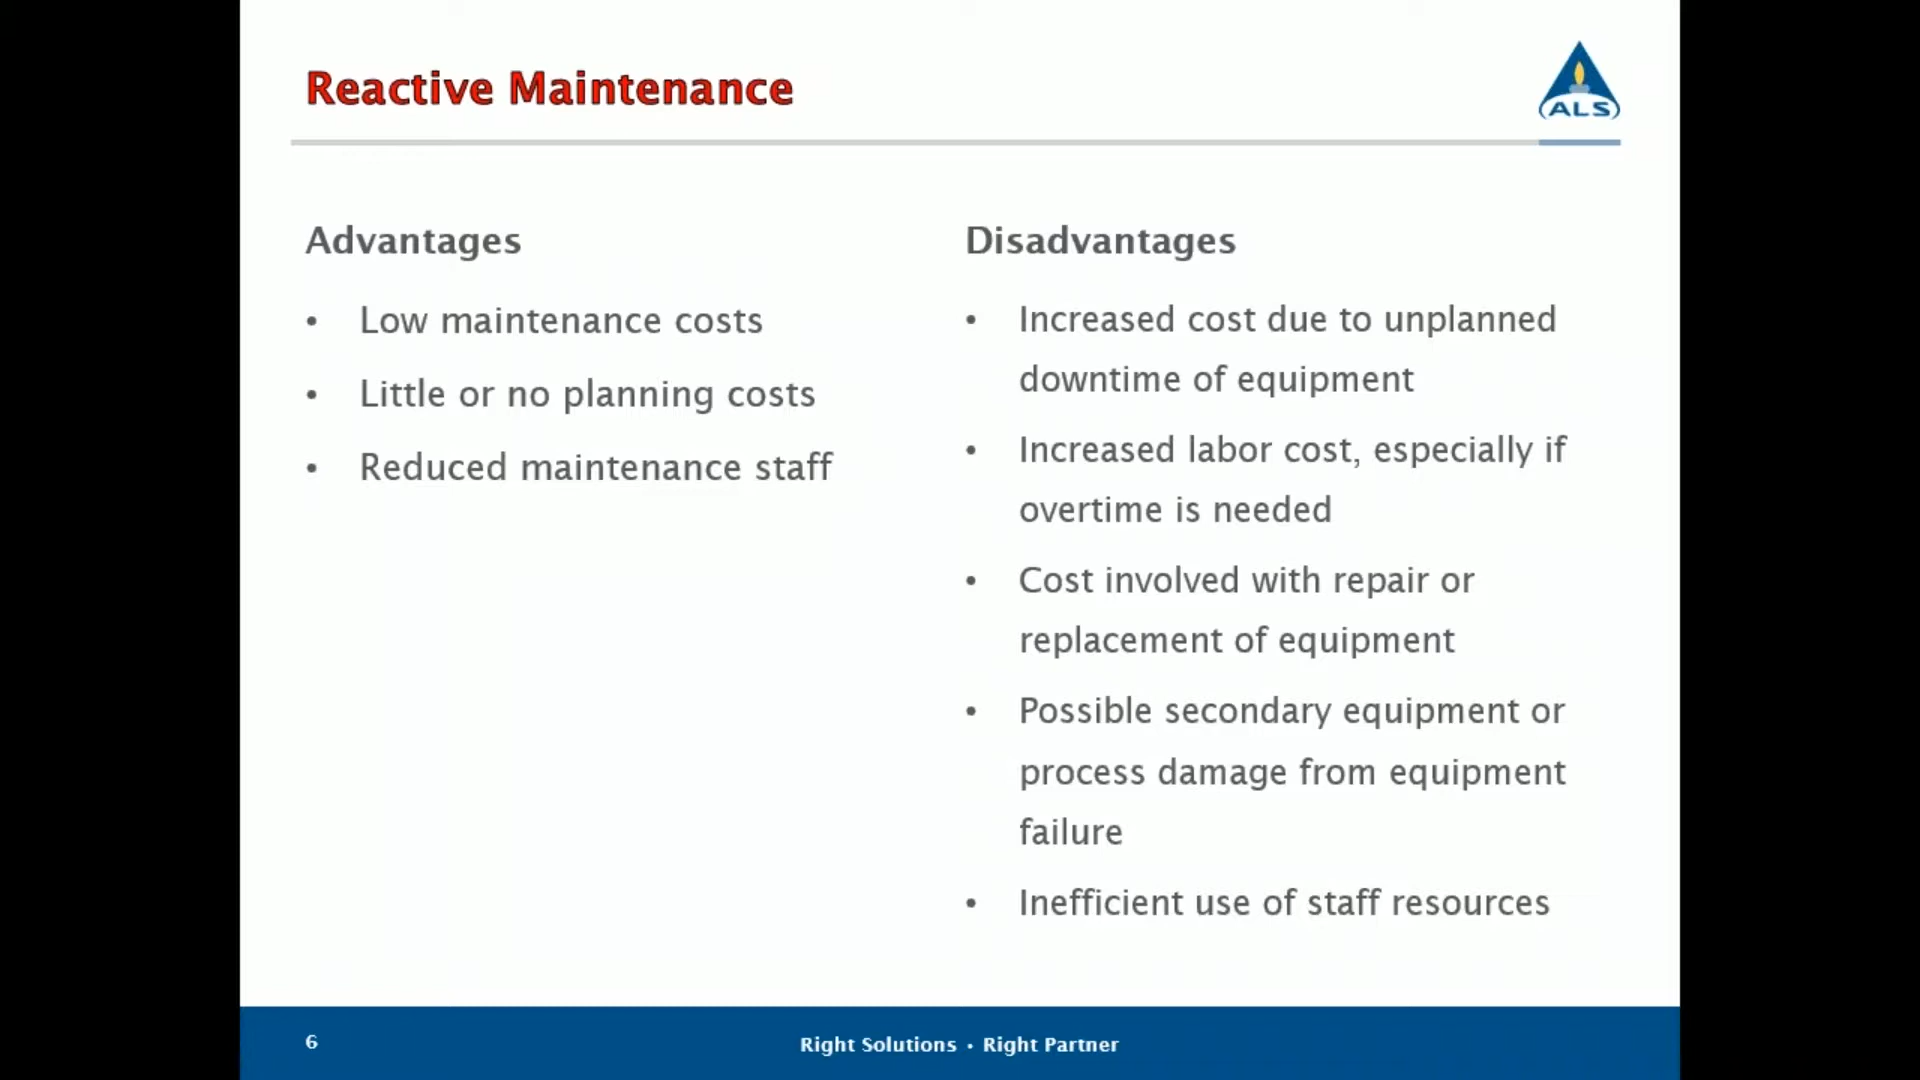 Reactive Maintenance
ALS
Advantages
• Low maintenance costs
• Little or no planning costs
• Reduced maintenance staff
Disadvantages
• Increased cost due to unplanned
downtime of equipment
• Increased labor cost, especially if
overtime is needed
• Cost involved with repair or
replacement of equipment
• Possible secondary equipment or
process damage from equipment
failure
• Inefficient use of staff resources
6
Right Solutions • Right Partner